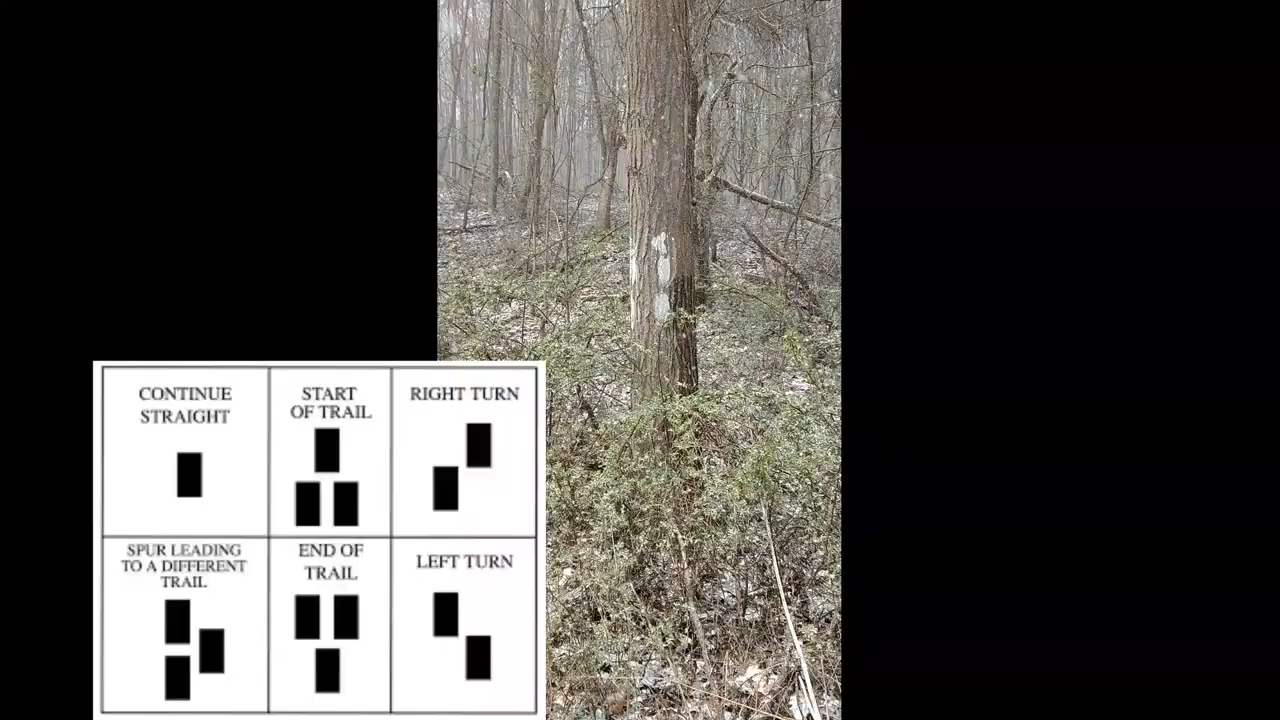 CONTINUE
STRAIGHT
START
OF TRAIL
RIGHT TURN
SPUR LEADING
TO A DIFFERENT
TRAIL
END OF
TRAIL
LEFT TURN